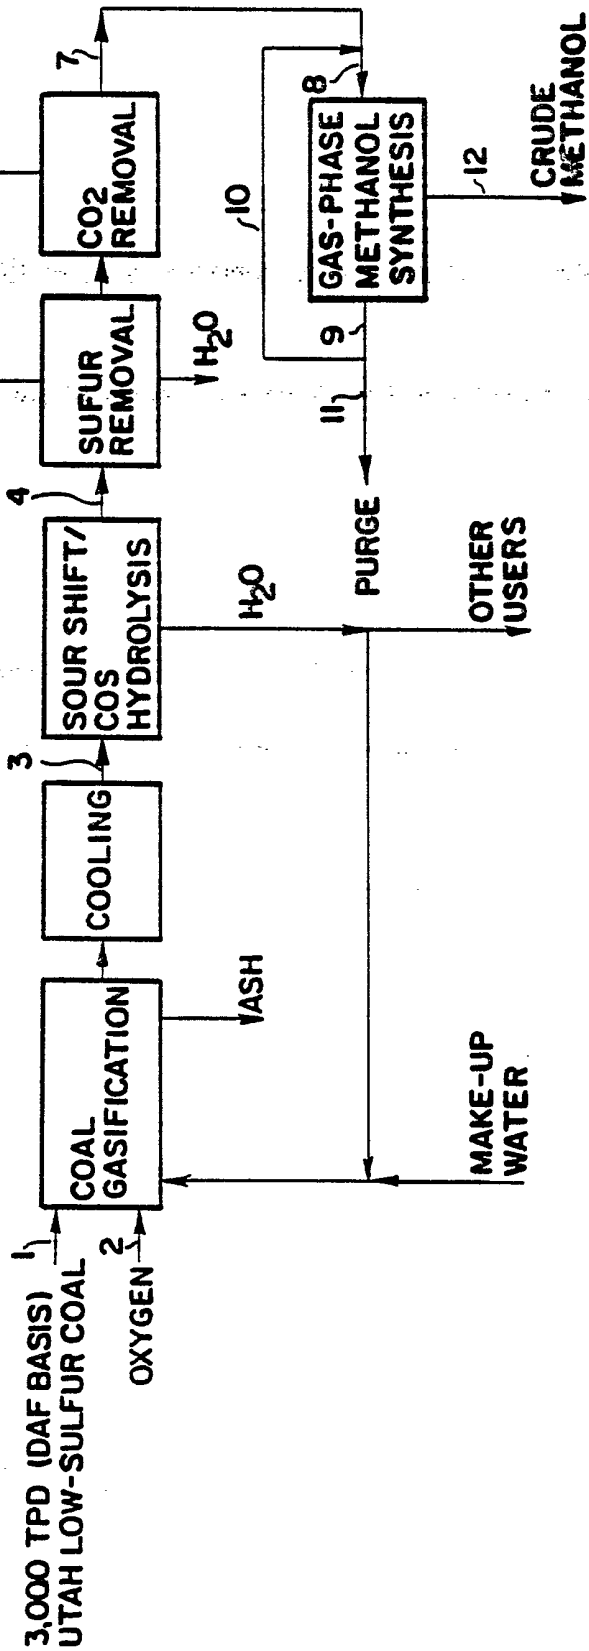 3,000 TPD (DAF BASIS)
UTAH LOW-SULFUR COAL
1
2
OXYGEN
COAL
GASIFICATION
ASH
COOLING
3
SOUR SHIFT/
COS
HYDROLYSIS
4
SUFUR
REMOVAL
H2O
CO2
REMOVAL
7
H2O
MAKE-UP
WATER
OTHER
USERS
PURGE
11
9
10
8
GAS-PHASE
METHANOL
SYNTHESIS
12
CRUDE
METHANOL